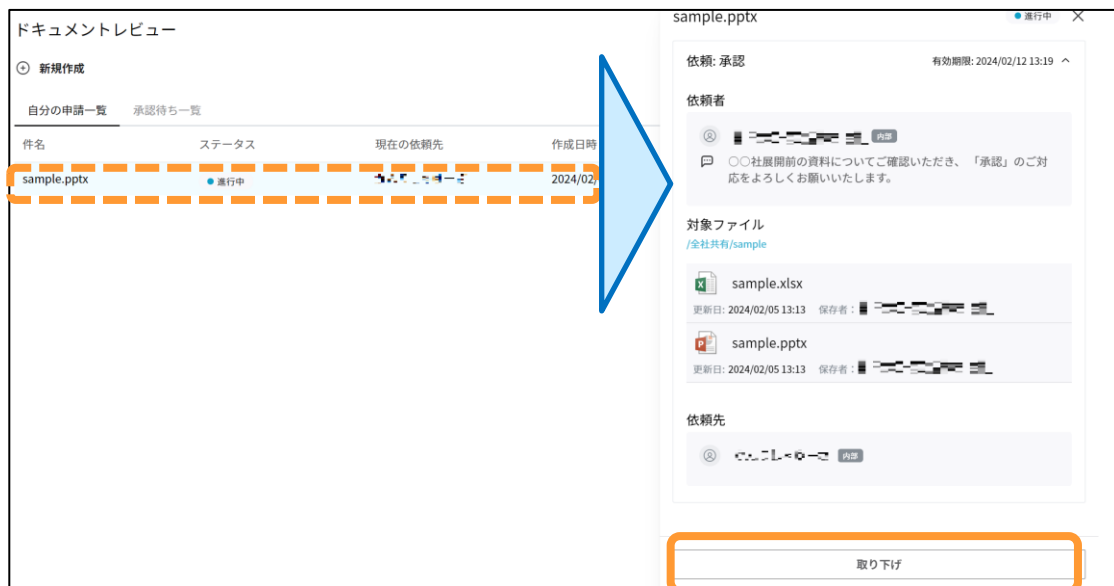 ドキュメントレビュー
新規作成
自分の申請一覧 承認待ち一覧
件名 ステータス 現在の依頼先 作成日時
sample.pptx 進行中 2024/02/
sample.pptx 進行中
依頼: 承認 有効期限: 2024/02/12 13:19
依頼者
内部
○○社展開前の資料についてご確認いただき、「承認」のご対
応をよろしくお願いいたします。
対象ファイル
/全社共有/sample
sample.xlsx
更新日: 2024/02/05 13:13 保存者:
sample.pptx
更新日: 2024/02/05 13:13 保存者:
依頼先
内部
取り下げ